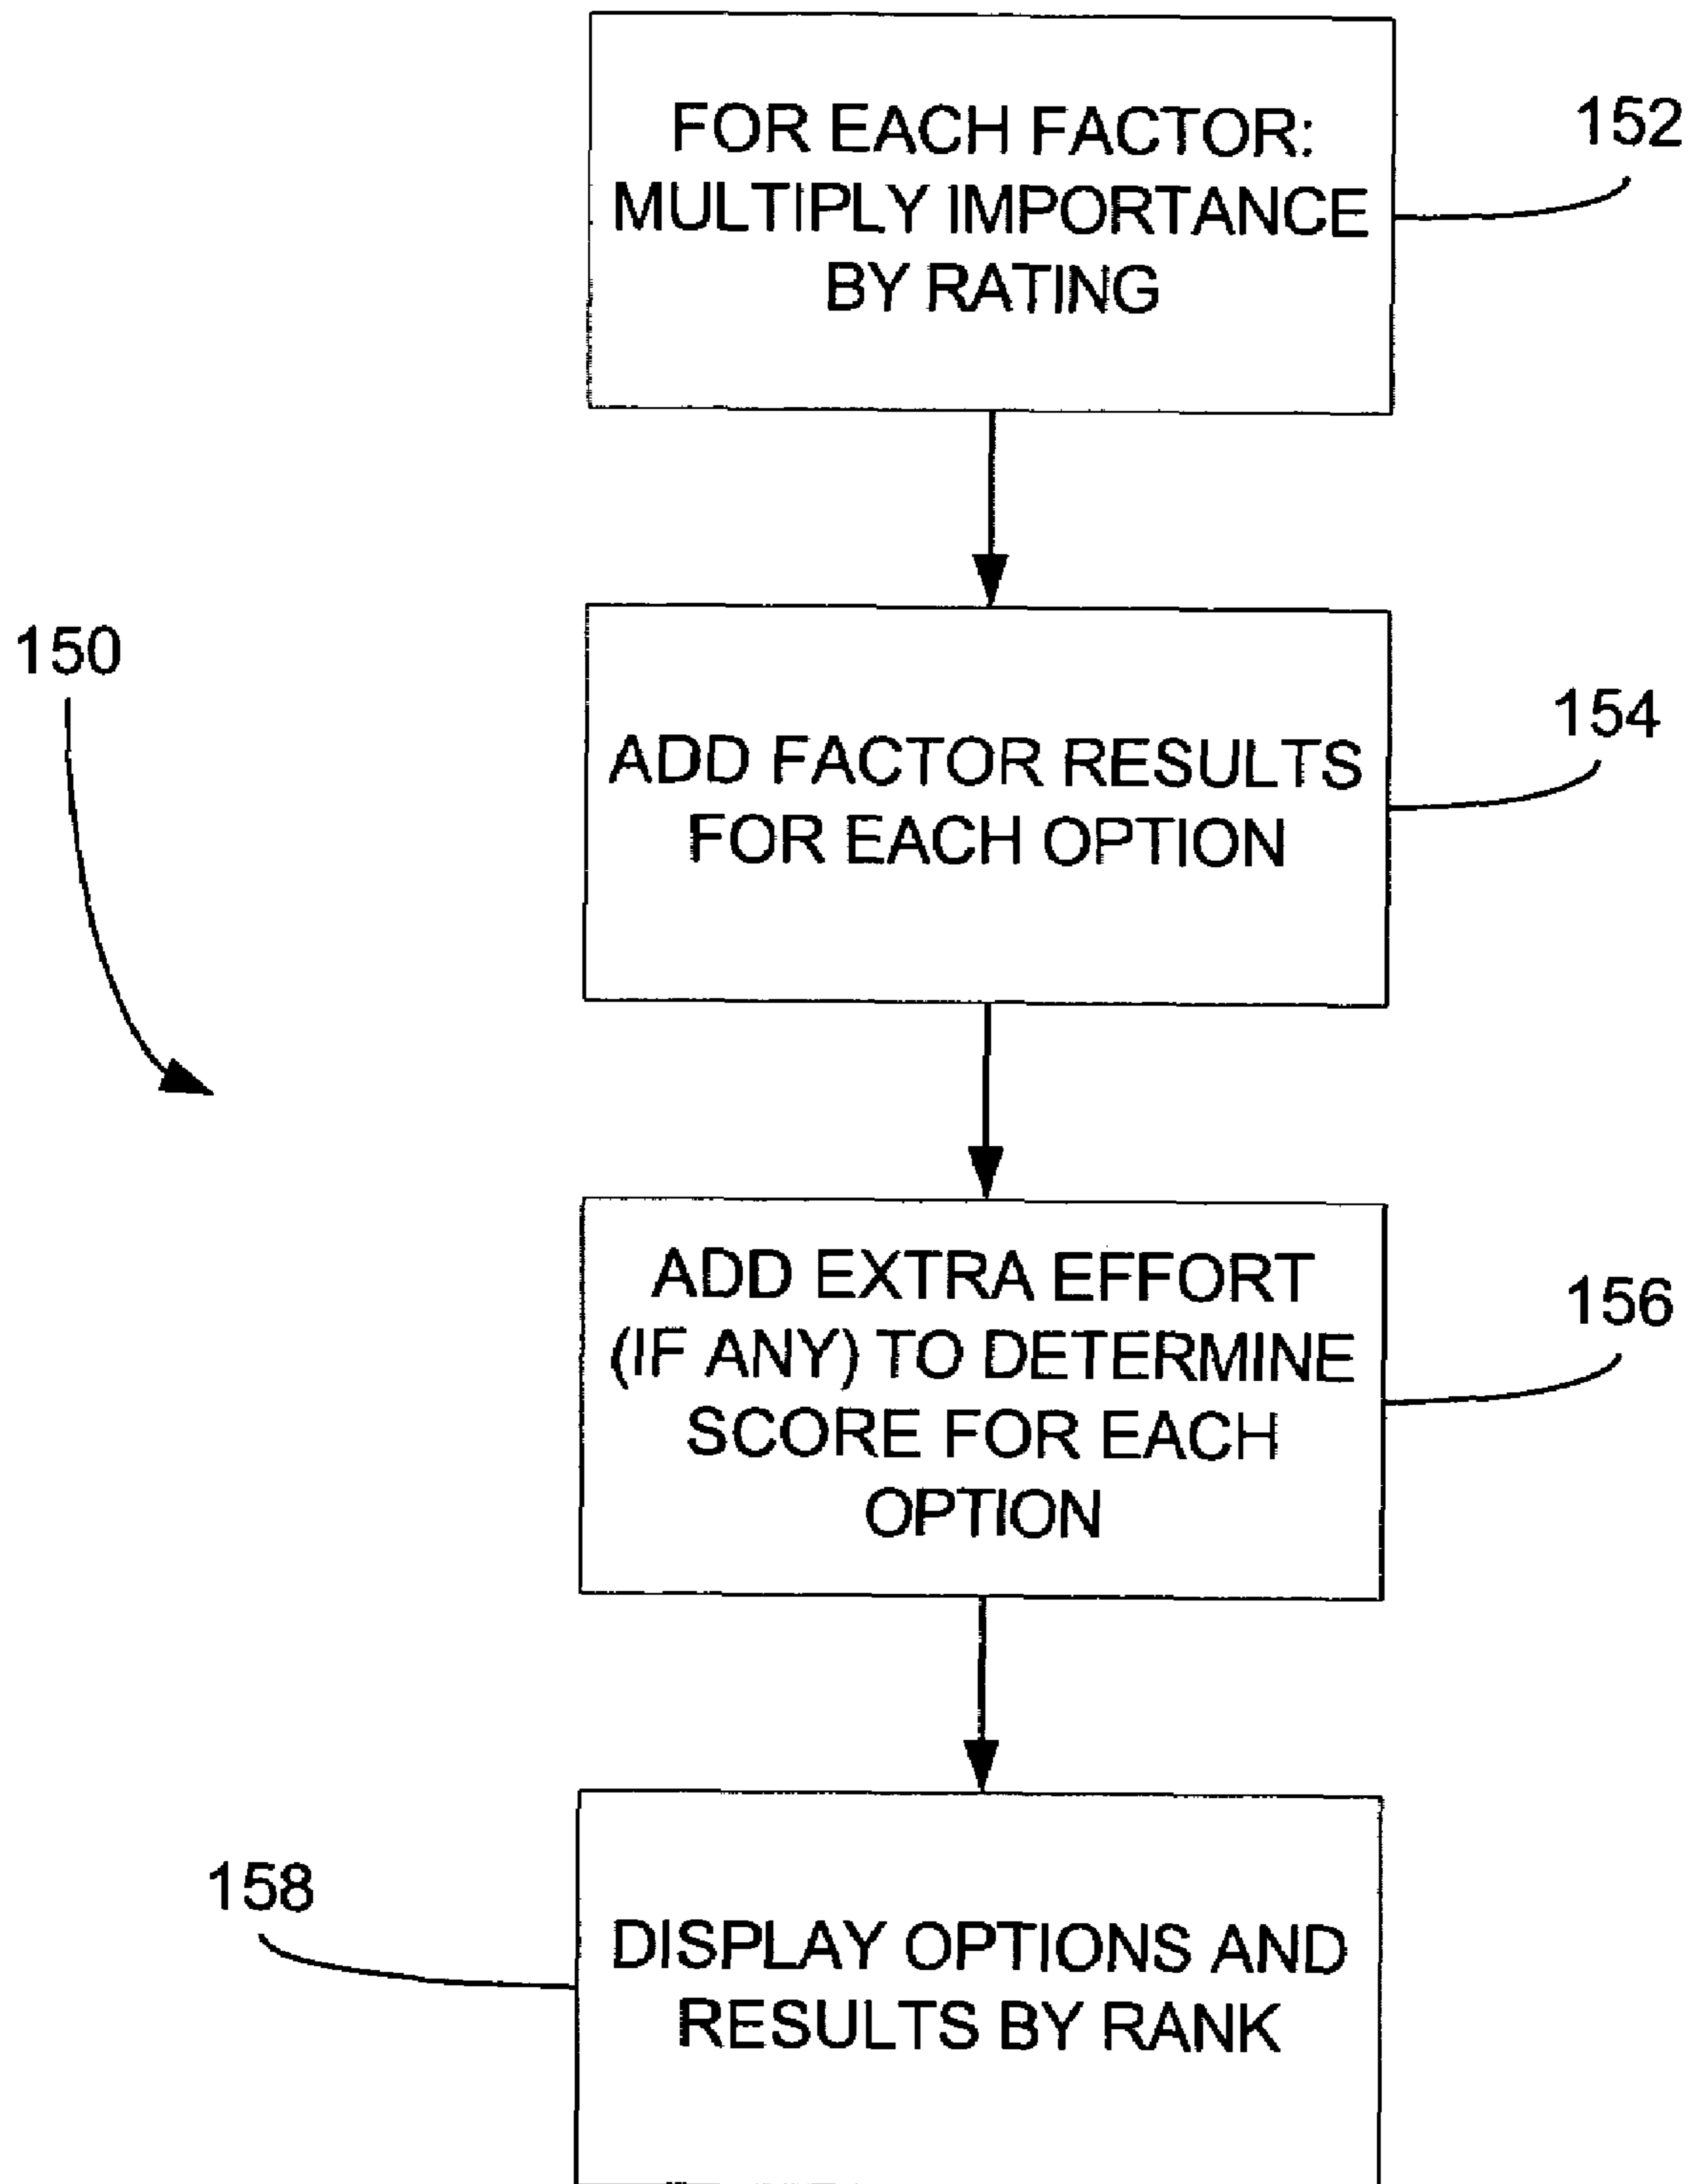 FOR EACH FACTOR:
MULTIPLY IMPORTANCE
BY RATING
152
150
ADD FACTOR RESULTS
FOR EACH OPTION
154
ADD EXTRA EFFORT
(IF ANY) TO DETERMINE
SCORE FOR EACH
OPTION
156
158
DISPLAY OPTIONS AND
RESULTS BY RANK